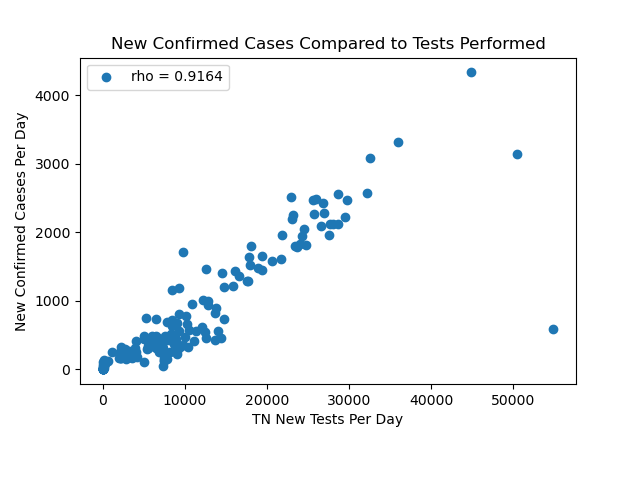 New Confirmed Cases Compared to Tests Performed
rho = 0.9164
New Confirmed Caeses Per Day
4000
3000
2000
1000
0
0 10000 20000 30000 40000 50000
TN New Tests Per Day